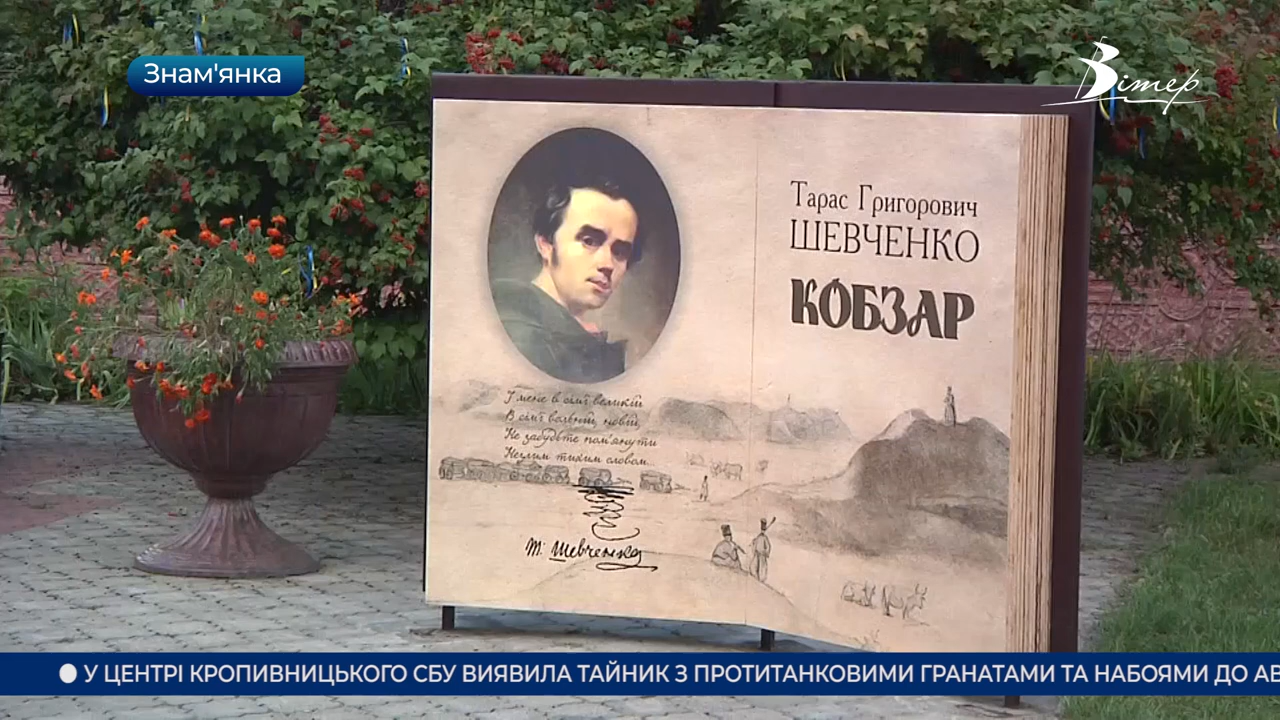 Знам'янка
Вітер
Тарас Григорович
ШЕВЧЕНКО
КОБЗАР
І мене в сім'ї великій
В сім'ї вольній, новій,
Не забудьте пом'янути
Незлим тихим словом.
Т. Шевченко
У ЦЕНТРІ КРОПИВНИЦЬКОГО СБУ ВИЯВИЛА ТАЙНИК З ПРОТИТАНКОВИМИ ГРАНАТАМИ ТА НАБОЯМИ ДО АВ